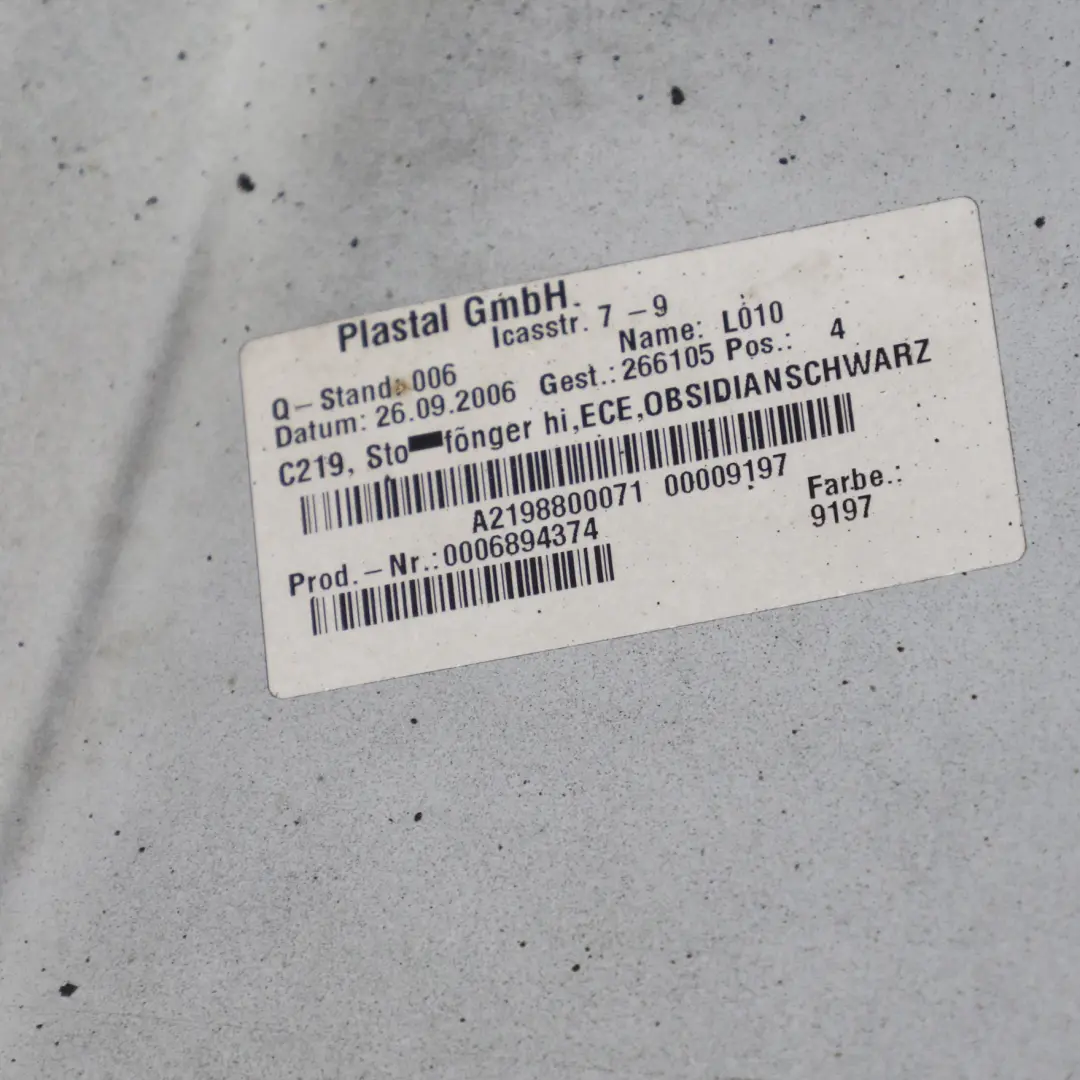 Plastal GmbH.
Icasstr. 7 - 9
Q-Stand: 006 Name: L010
Datum: 26.09.2006 Gest.: 266105 Pos.: 4
C219, Sto▬fõnger hi,ECE,OBSIDIANSCHWARZ
A2198800071 00009197
Prod.-Nr.:0006894374 Farbe.:
9197